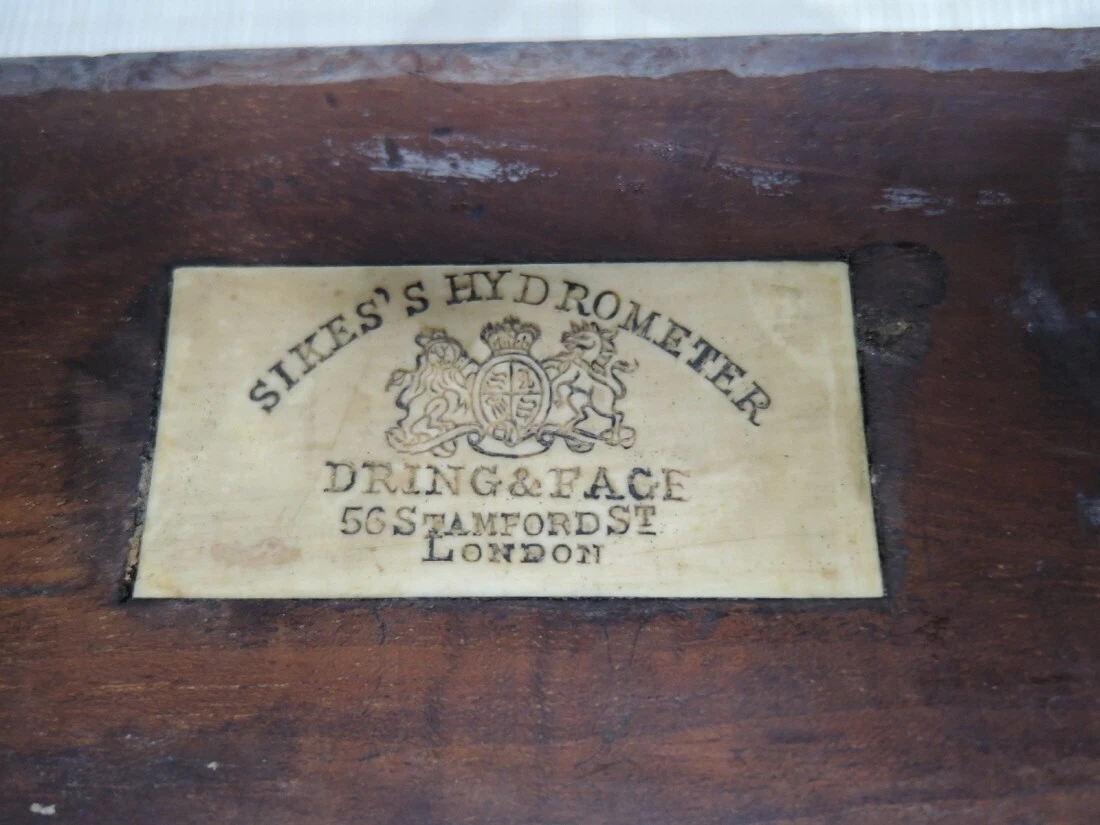 SIKES'S HYDROMETER
DRING & FAGE
56 STAMFORD ST
LONDON